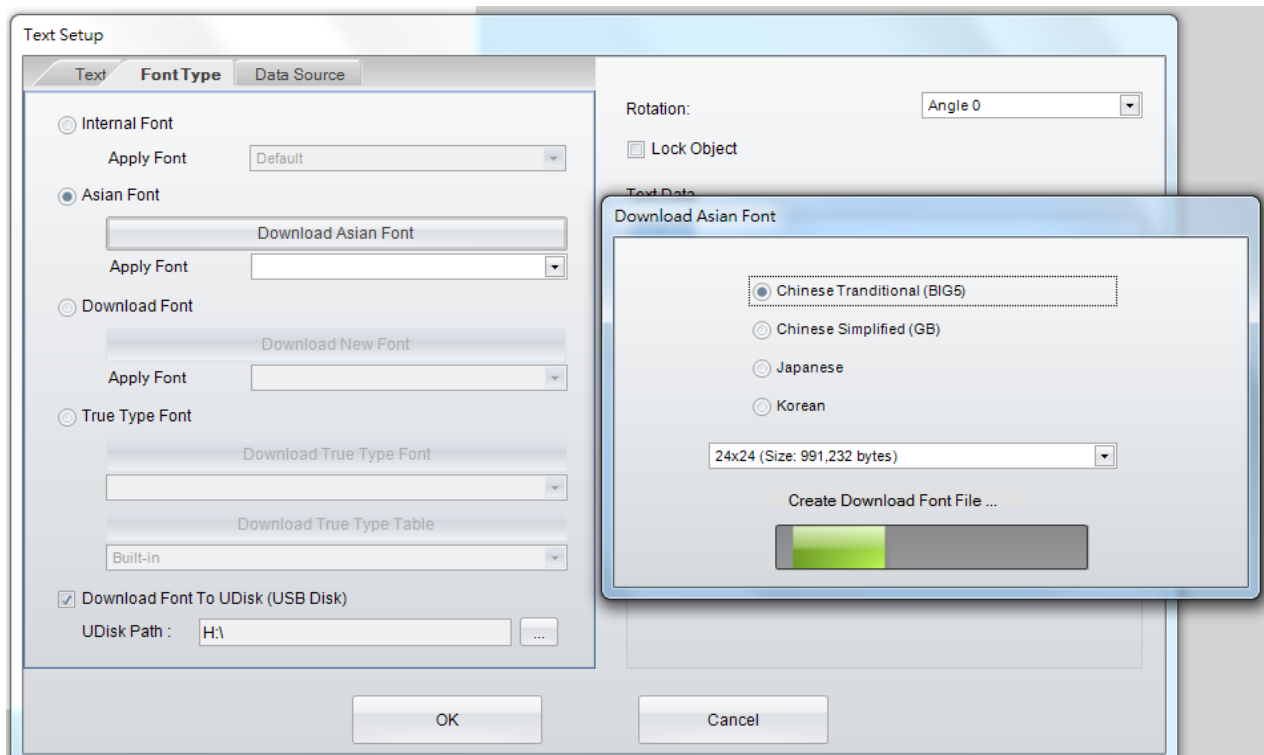 Text Setup
Text
Font Type
Data Source
Internal Font
Apply Font
Default
Asian Font
Download Asian Font
Apply Font
Download Font
Download New Font
Apply Font
True Type Font
Download True Type Font
Download True Type Table
Built-in
Download Font To UDisk (USB Disk)
UDisk Path :
H:\
...
Rotation:
Angle 0
Lock Object
Text Data
Download Asian Font
Chinese Tranditional (BIG5)
Chinese Simplified (GB)
Japanese
Korean
24x24 (Size: 991,232 bytes)
Create Download Font File ...
OK
Cancel